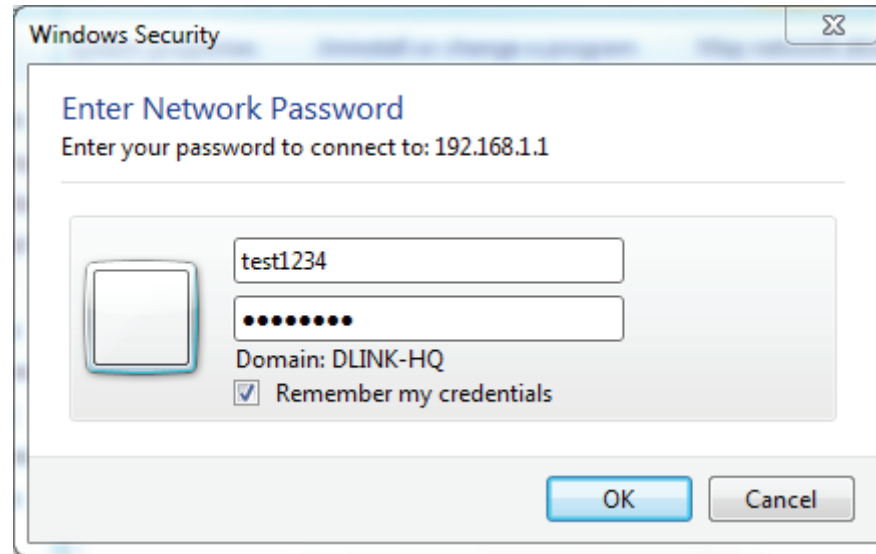 Windows Security
Enter Network Password
Enter your password to connect to: 192.168.1.1
test1234
●●●●●●●●
Domain: DLINK-HQ
Remember my credentials
OK Cancel